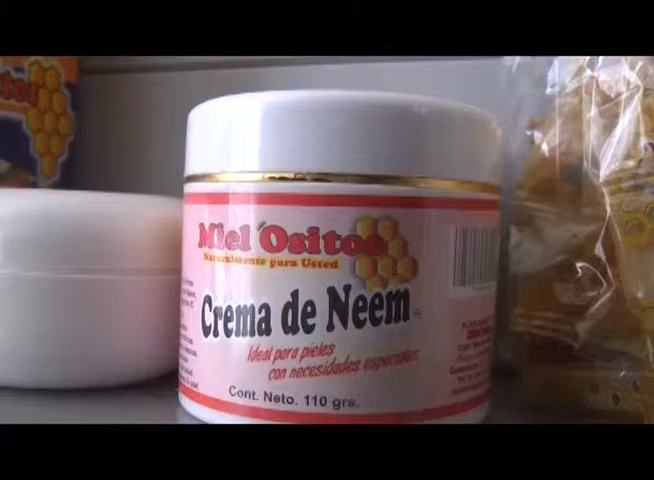 Miel Ositos
Naturalmente para Usted
Crema de Neem
Ideal para pieles
con necesidades especiales
Cont. Neto. 110 grs.